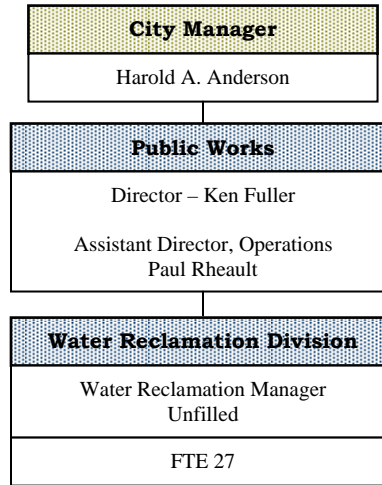 City Manager
Harold A. Anderson
Public Works
Director – Ken Fuller
Assistant Director, Operations
Paul Rheault
Water Reclamation Division
Water Reclamation Manager
Unfilled
FTE 27